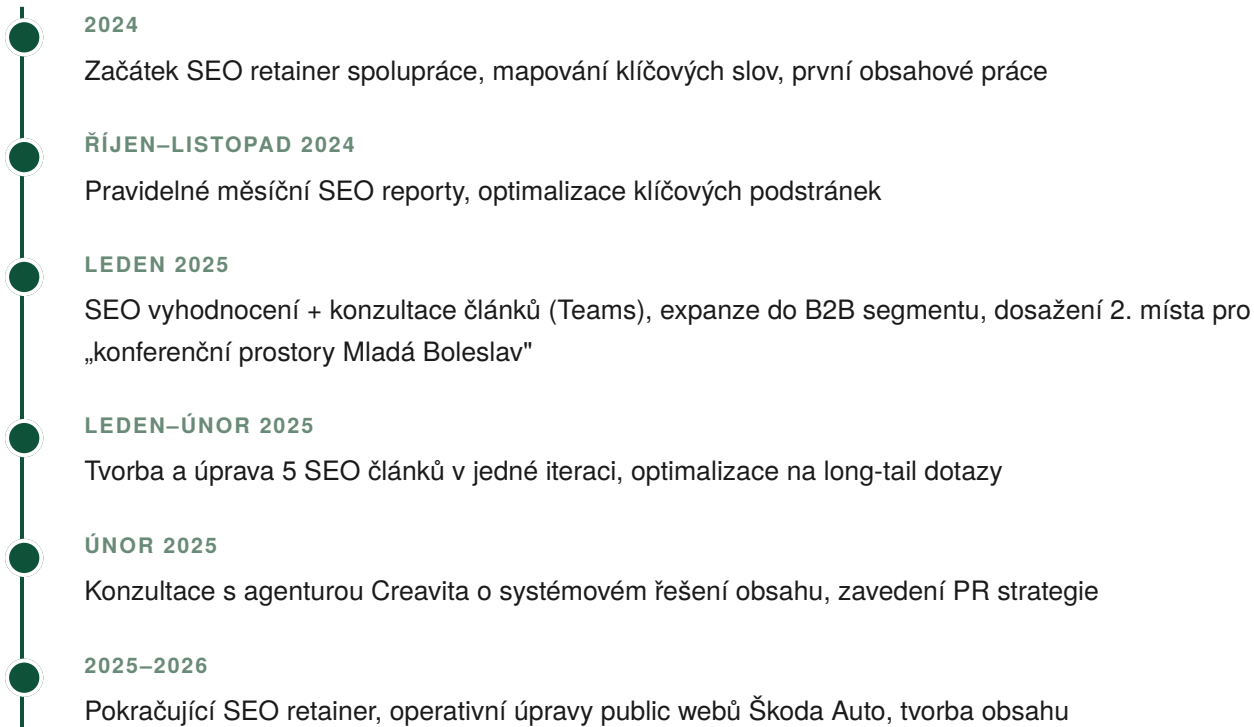 2024
Začátek SEO retainer spolupráce, mapování klíčových slov, první obsahové práce
ŘÍJEN–LISTOPAD 2024
Pravidelné měsíční SEO reporty, optimalizace klíčových podstránek
LEDEN 2025
SEO vyhodnocení + konzultace článků (Teams), expanze do B2B segmentu, dosažení 2. místa pro
„konferenční prostory Mladá Boleslav"
LEDEN–ÚNOR 2025
Tvorba a úprava 5 SEO článků v jedné iteraci, optimalizace na long-tail dotazy
ÚNOR 2025
Konzultace s agenturou Creavita o systémovém řešení obsahu, zavedení PR strategie
2025–2026
Pokračující SEO retainer, operativní úpravy public webů Škoda Auto, tvorba obsahu